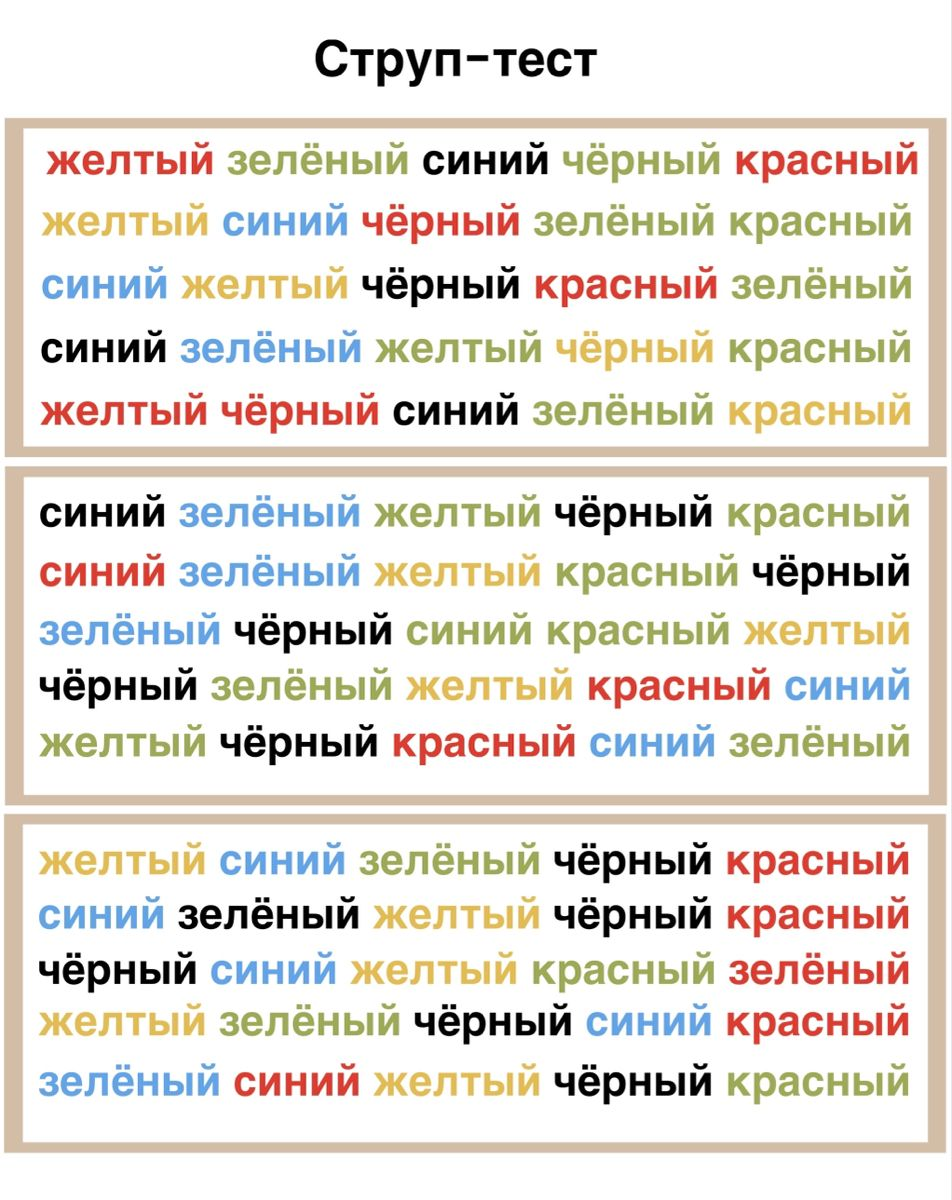 Струп-тест
желтый зелёный синий чёрный красный
желтый синий чёрный зелёный красный
синий желтый чёрный красный зелёный
синий зелёный желтый чёрный красный
желтый чёрный синий зелёный красный
синий зелёный желтый чёрный красный
синий зелёный желтый красный чёрный
зелёный чёрный синий красный желтый
чёрный зелёный желтый красный синий
желтый чёрный красный синий зелёный
желтый синий зелёный чёрный красный
синий зелёный желтый чёрный красный
чёрный синий желтый красный зелёный
желтый зелёный чёрный синий красный
зелёный синий желтый чёрный красный